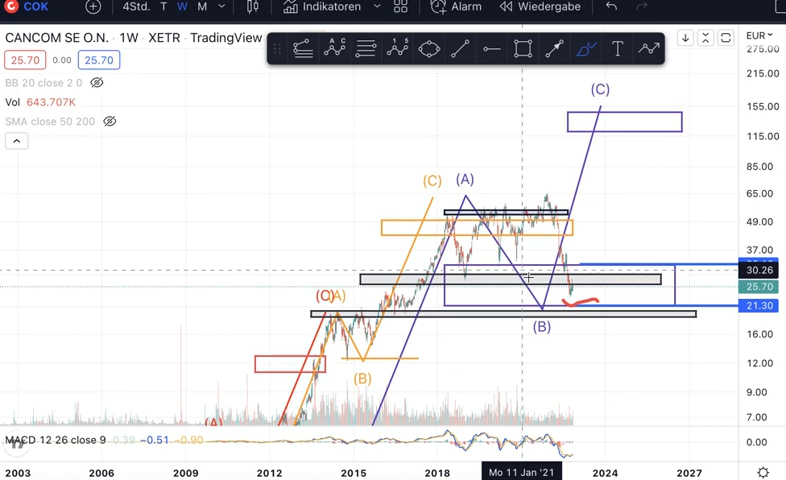 COK 4Std. T W M Indikatoren Alarm Wiedergabe
CANCOM SE O.N. · 1W · XETR · TradingView
EUR
25.70 0.00 25.70
BB 20 close 2 0
Vol 643.707K
SMA close 50 200
275.00
215.00
155.00
115.00
85.00
65.00
49.00
37.00
30.26
25.70
21.30
16.00
12.00
9.00
7.00
0.00
(C)
(A)
(C)
(C)
(A)
(B)
(B)
(A)
MACD 12 26 close 9 0.39 −0.51 −0.90
2003 2006 2009 2012 2015 2018 Mo 11 Jan '21 2024 2027